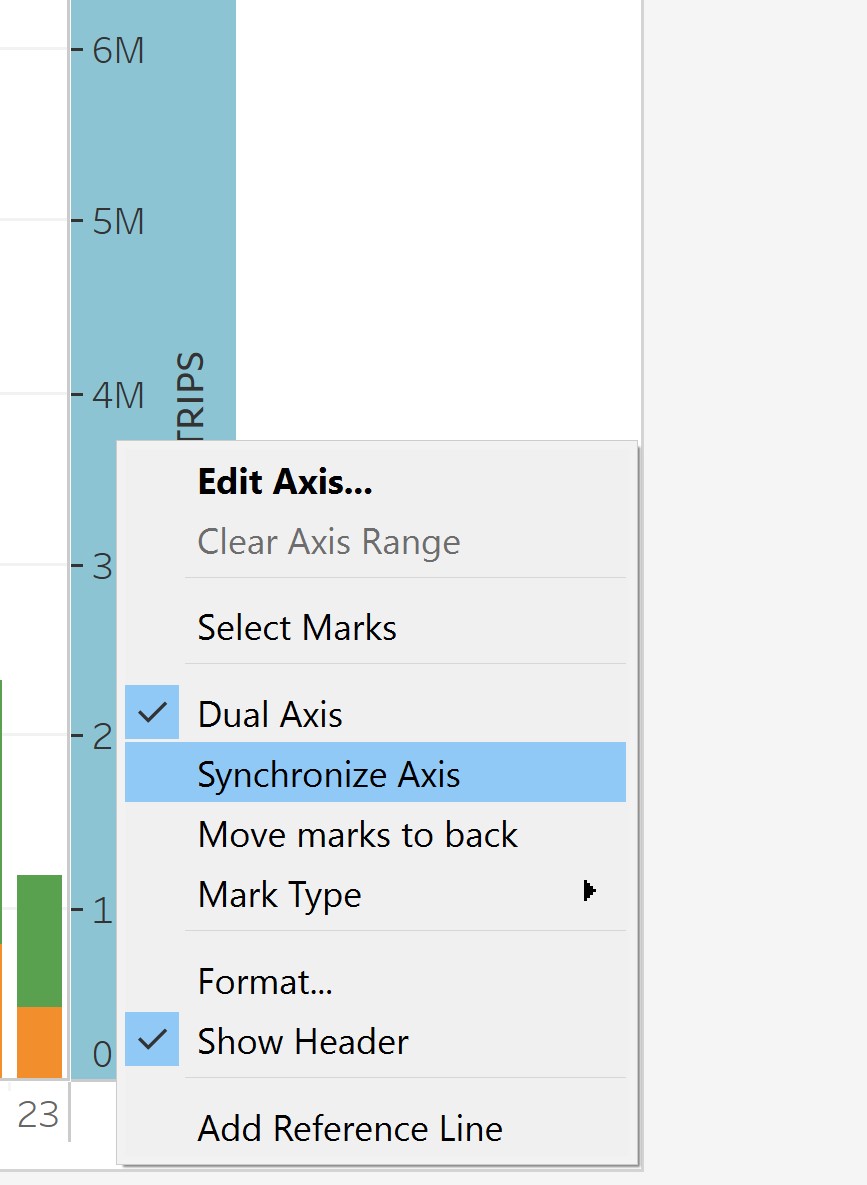 6M
5M
4M
TRIPS
3
2
1
0
23
Edit Axis...
Clear Axis Range
Select Marks
Dual Axis
Synchronize Axis
Move marks to back
Mark Type
Format...
Show Header
Add Reference Line